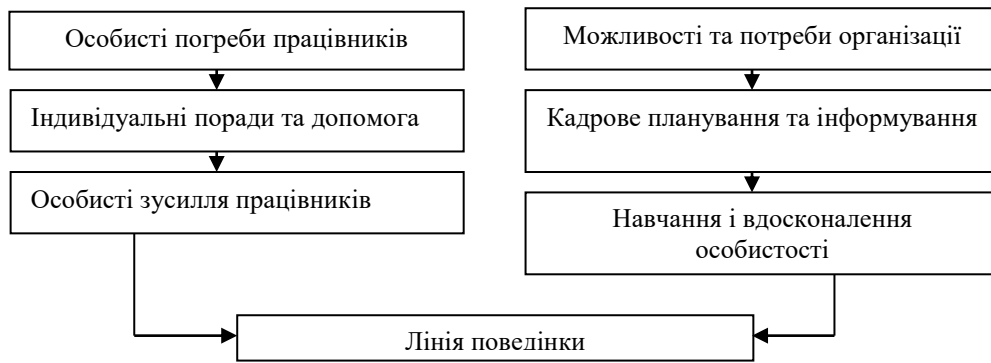 Особисті погреби працівників
Індивідуальні поради та допомога
Особисті зусилля працівників
Можливості та потреби організації
Кадрове планування та інформування
Навчання і вдосконалення
особистості
Лінія поведінки